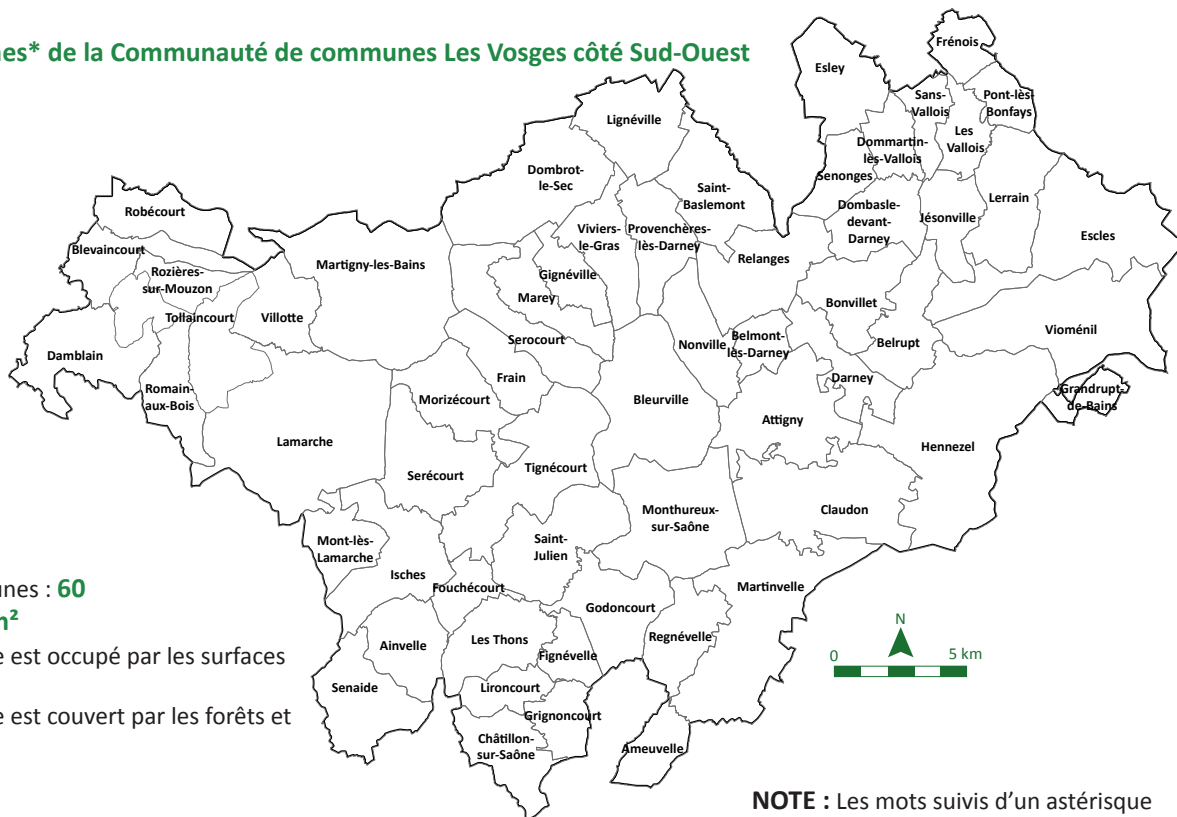 es* de la Communauté de communes Les Vosges côté Sud-Ouest
Frénois
Esley
Sans-
Vallois
Pont-lès-
Bonfays
Lignéville
Dommartin-
lès-Vallois
Les
Vallois
Dombrot-
le-Sec
Senonges
Saint-
Baslemont
Lerrain
Robécourt
Dombasle-
devant-
Darney
Jésonville
Viviers-
le-Gras
Provenchères-
lès-Darney
Escles
Blevaincourt
Martigny-les-Bains
Relanges
Rozières-
sur-Mouzon
Gignéville
Marey
Bonvillet
Tollaincourt
Villotte
Vioménil
Serocourt
Nonville
Belmont-
lès-Darney
Belrupt
Damblain
Frain
Darney
Romain-
aux-Bois
Morizécourt
Bleurville
Grandrupt-
de-Bains
Attigny
Lamarche
Hennezel
Serécourt
Tignécourt
Monthureux-
sur-Saône
Claudon
Mont-lès-
Lamarche
Saint-
Julien
Isches
Fouchécourt
Martinvelle
Godoncourt
Regnévelle
Ainvelle
Les Thons
Fignévelle
Senaide
Lironcourt
Grignoncourt
Châtillon-
sur-Saône
Ameuvelle
unes : 60
m²
e est occupé par les surfaces
e est couvert par les forêts et
N
0 5 km
NOTE : Les mots suivis d'un astérisque